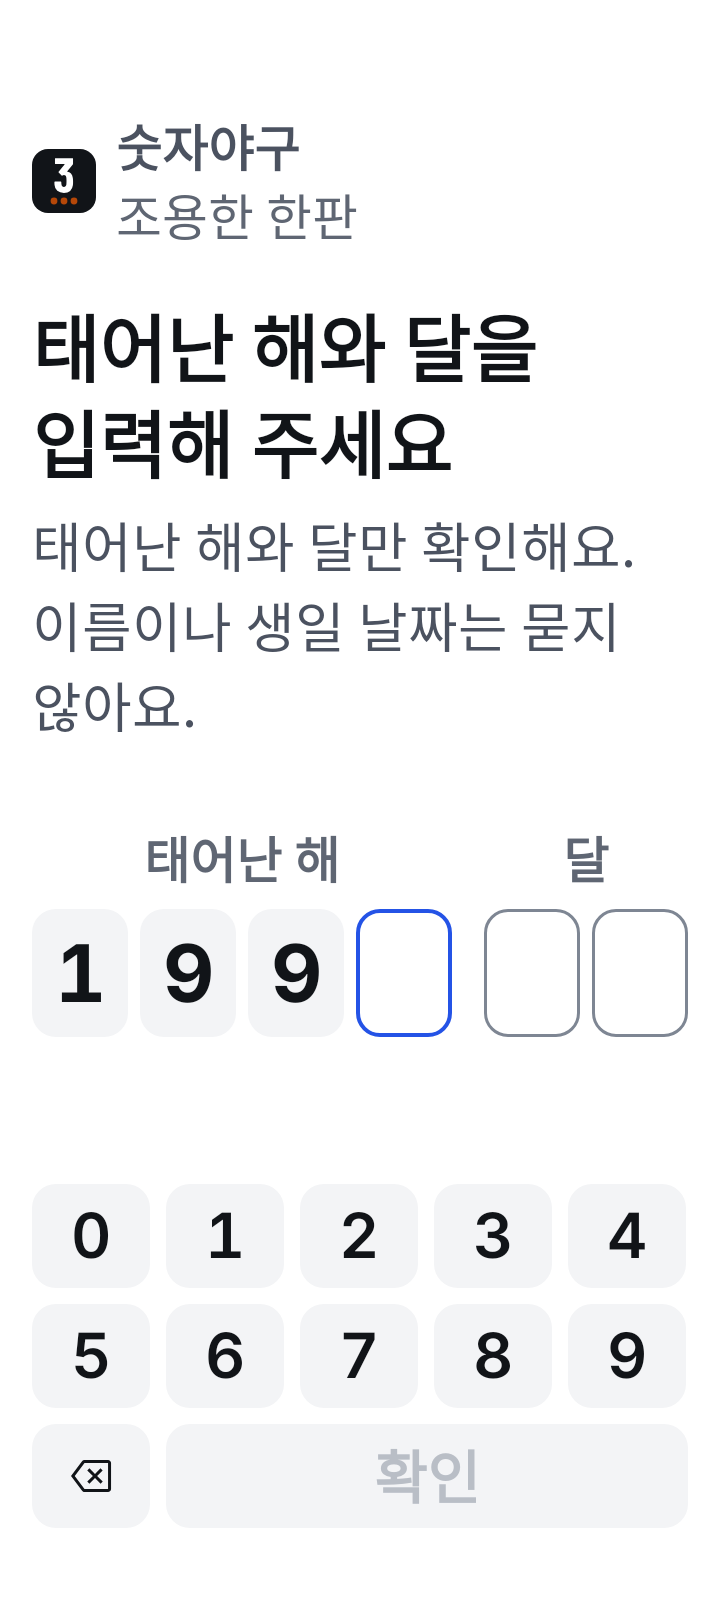 3
숫자야구
조용한 한판
태어난 해와 달을
입력해 주세요
태어난 해와 달만 확인해요.
이름이나 생일 날짜는 묻지
않아요.
태어난 해 달
1 9 9
0 1 2 3 4
5 6 7 8 9
확인